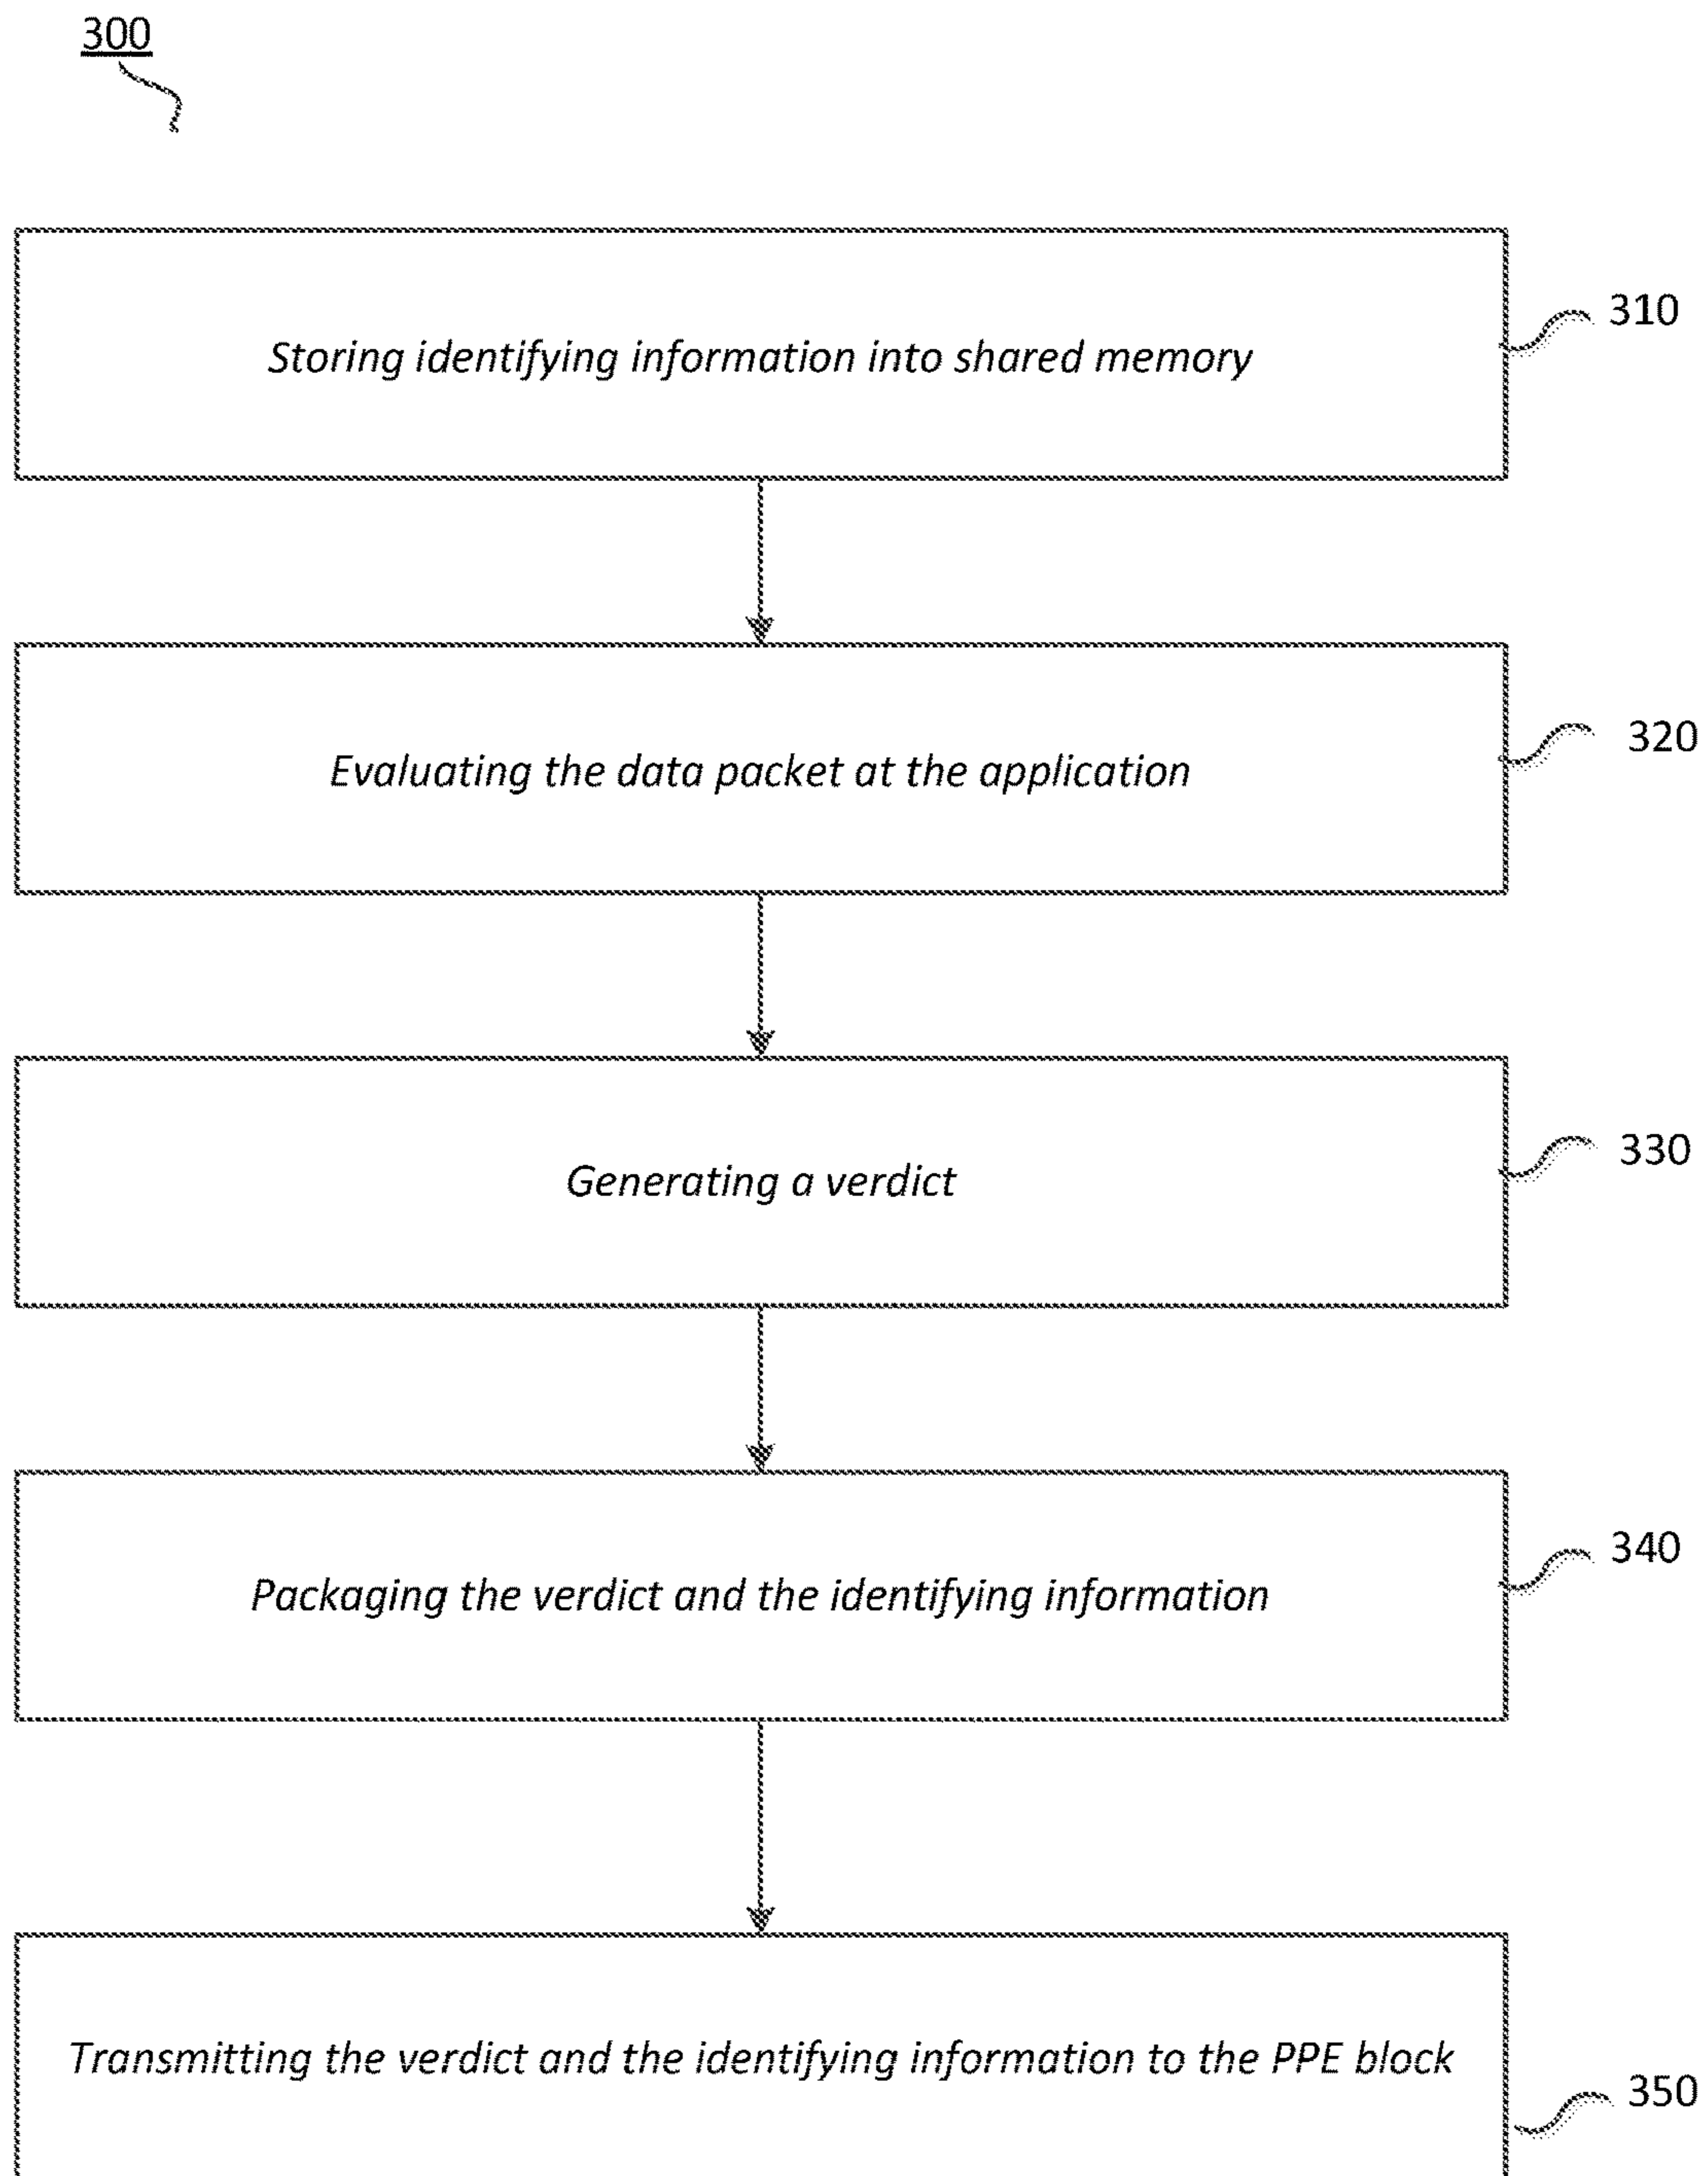 300
Storing identifying information into shared memory
310
Evaluating the data packet at the application
320
Generating a verdict
330
Packaging the verdict and the identifying information
340
Transmitting the verdict and the identifying information to the PPE block
350